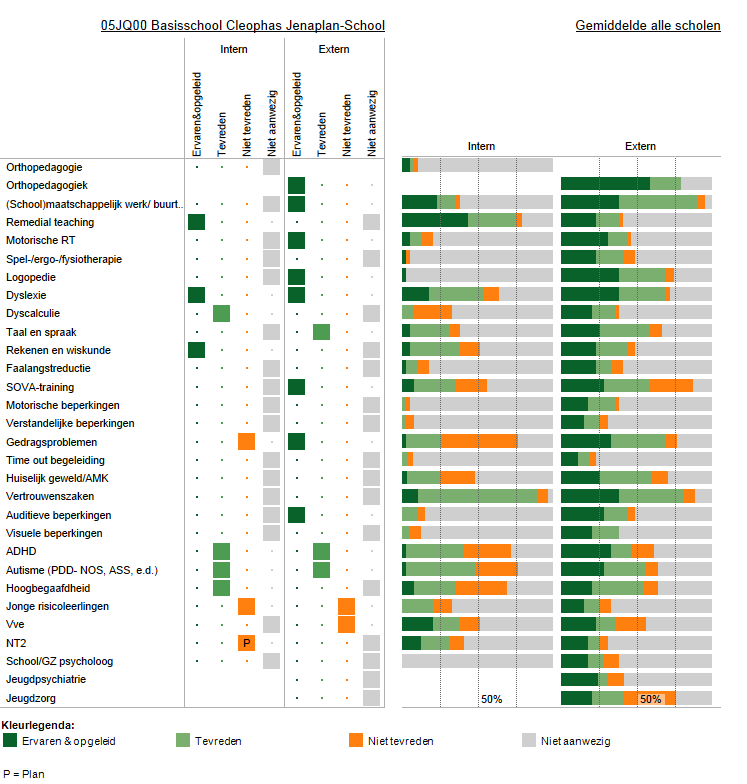 05JQ00 Basisschool Cleophas Jenaplan-School
Gemiddelde alle scholen
Intern
Extern
Ervaren&opgeleid
Tevreden
Niet tevreden
Niet aanwezig
Ervaren&opgeleid
Tevreden
Niet tevreden
Niet aanwezig
Intern
Extern
Orthopedagogie
Orthopedagogiek
(School)maatschappelijk werk/ buurt..
Remedial teaching
Motorische RT
Spel-/ergo-/fysiotherapie
Logopedie
Dyslexie
Dyscalculie
Taal en spraak
Rekenen en wiskunde
Faalangstreductie
SOVA-training
Motorische beperkingen
Verstandelijke beperkingen
Gedragsproblemen
Time out begeleiding
Huiselijk geweld/AMK
Vertrouwenszaken
Auditieve beperkingen
Visuele beperkingen
ADHD
Autisme (PDD- NOS, ASS, e.d.)
Hoogbegaafdheid
Jonge risicoleerlingen
Vve
NT2 P
School/GZ psycholoog
Jeugdpsychiatrie
Jeugdzorg 50% 50%
Kleurlegenda:
Ervaren & opgeleid Tevreden Niet tevreden Niet aanwezig
P = Plan